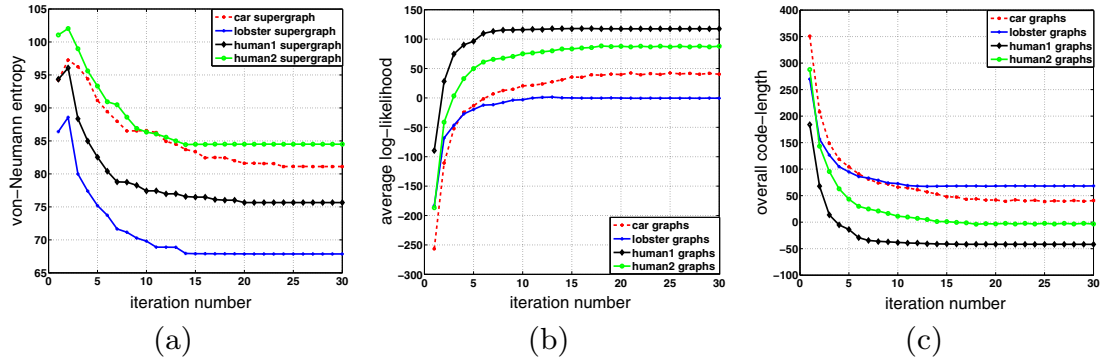 105
100
95
90
85
80
75
70
65
0
5
10
15
20
25
30
von−Neumann entropy
iteration number
car supergraph
lobster supergraph
human1 supergraph
human2 supergraph
(a)
200
150
100
50
0
−50
−100
−150
−200
−250
−300
0
5
10
15
20
25
30
average log−likelihood
iteration number
car graphs
lobster graphs
human1 graphs
human2 graphs
(b)
400
350
300
250
200
150
100
50
0
−50
−100
0
5
10
15
20
25
30
overall code−length
iteration number
car graphs
lobster graphs
human1 graphs
human2 graphs
(c)